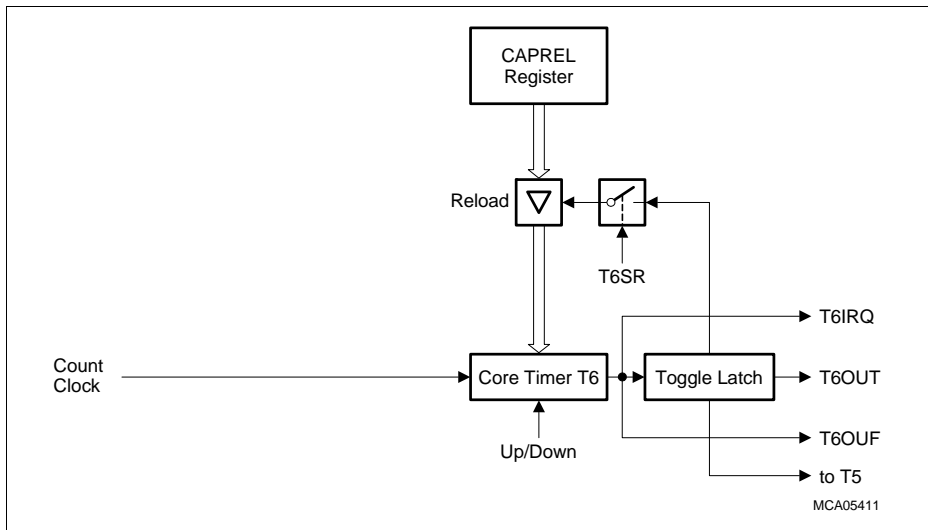 CAPREL
Register
Reload
T6SR
T6IRQ
Count
Clock
Core Timer T6
Toggle Latch
T6OUT
Up/Down
T6OUF
to T5
MCA05411